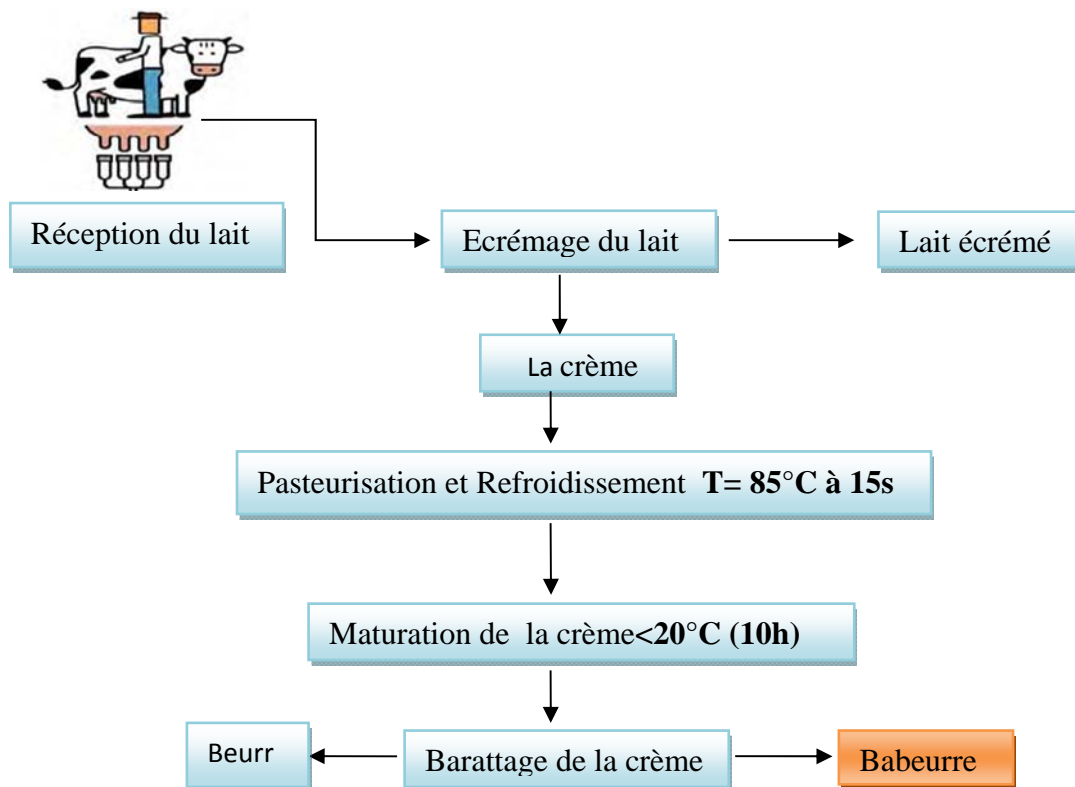 Réception du lait
Ecrémage du lait
Lait écrémé
La crème
Pasteurisation et Refroidissement T= 85°C à 15s
Maturation de la crème<20°C (10h)
Beurr
Barattage de la crème
Babeurre